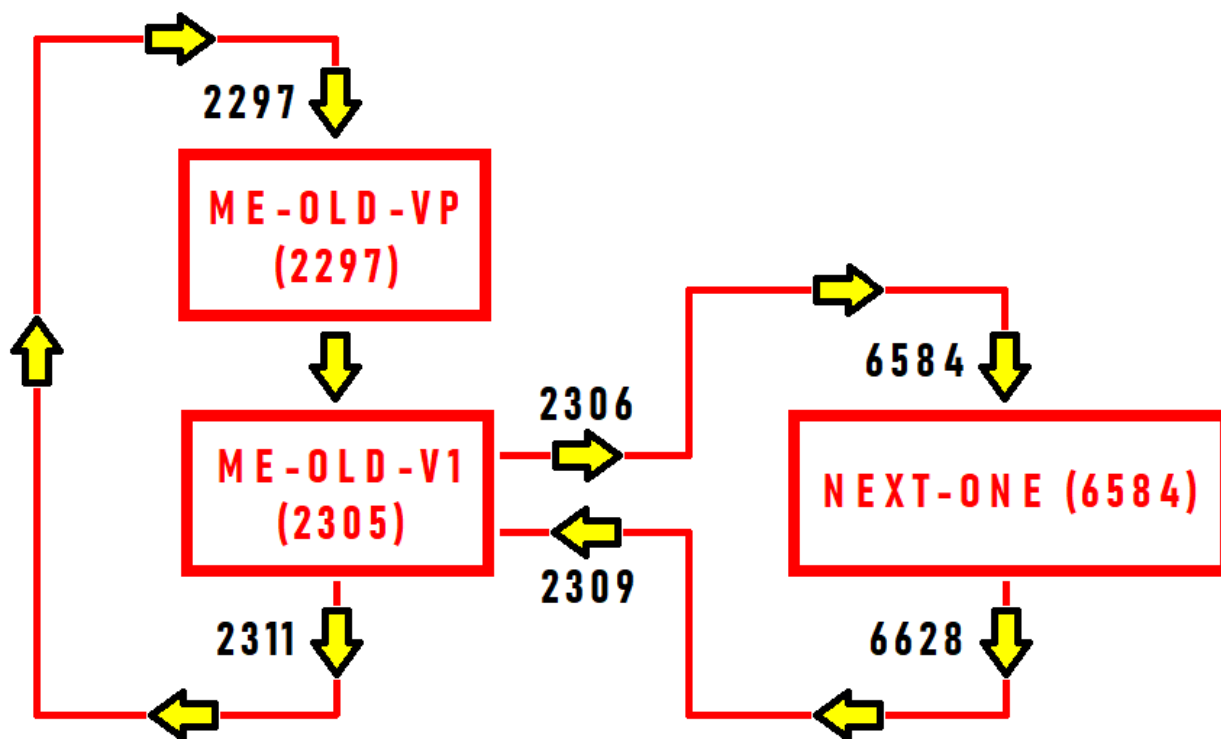 2297
ME-OLD-VP
(2297)
6584
2306
ME-OLD-V1
(2305)
NEXT-ONE (6584)
2309
2311
6628